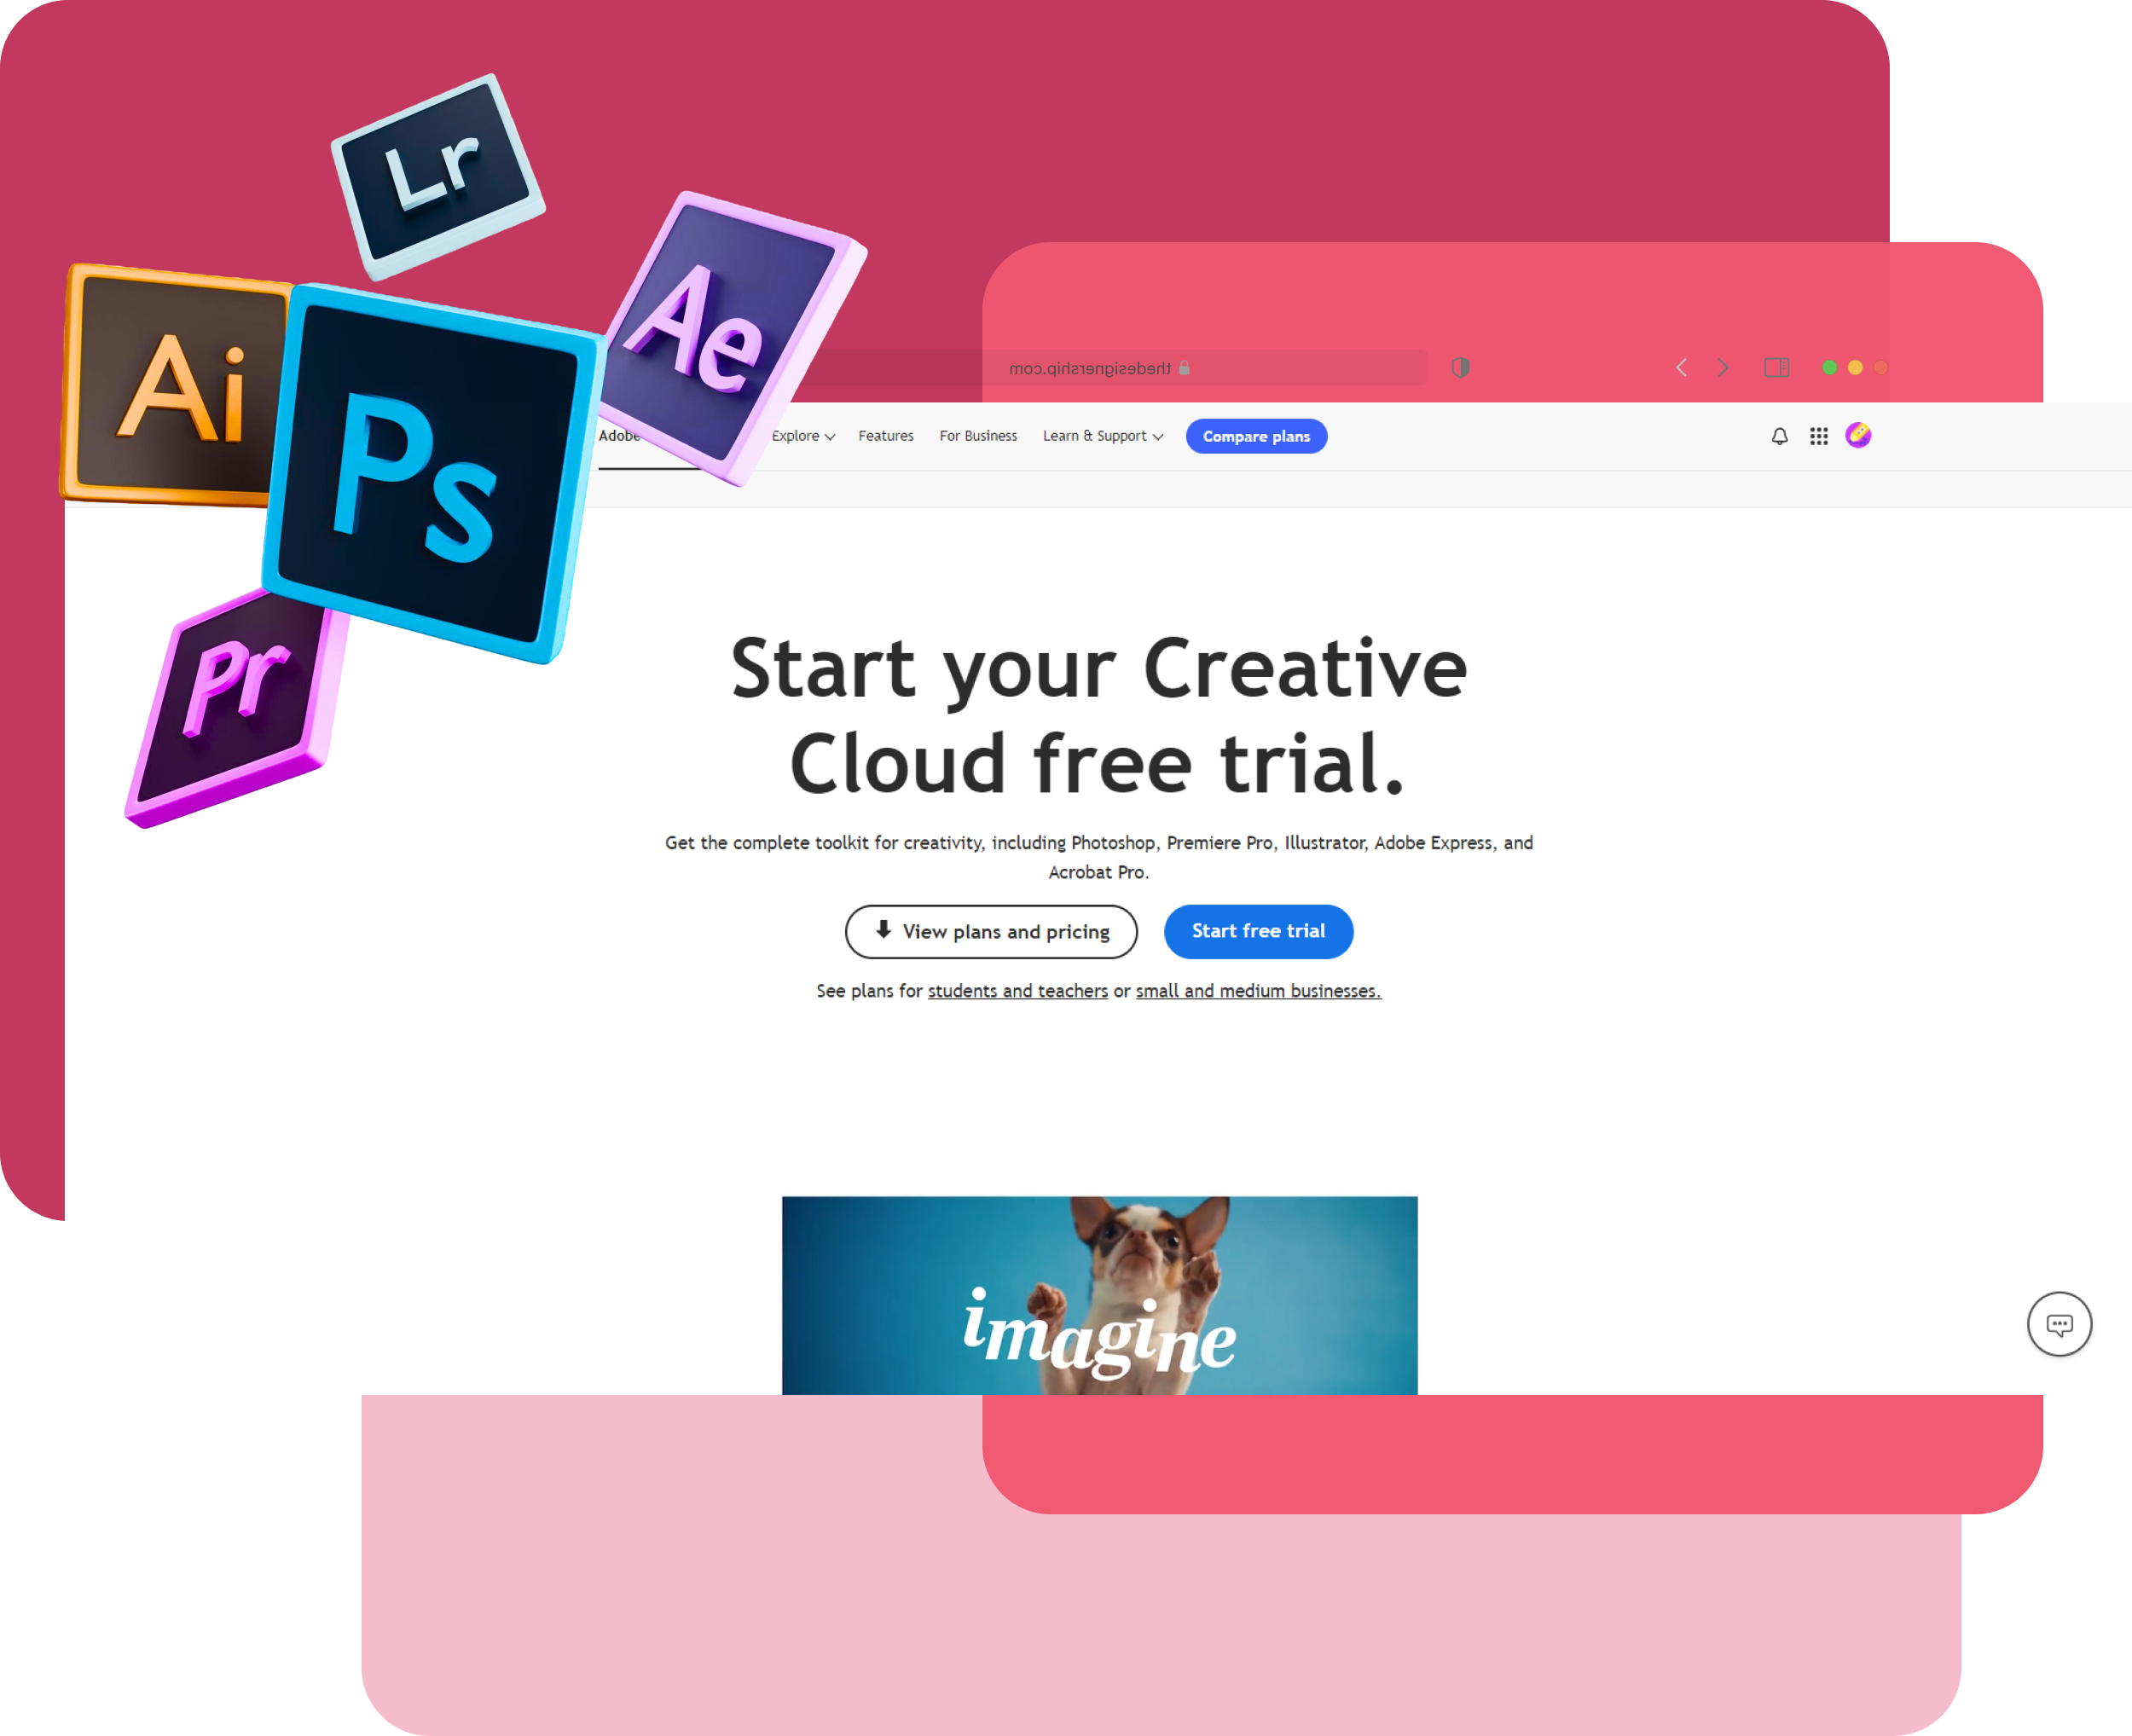 Lr
Ae
Ai
Ps
Pr
thedesignership.com
Adobe
Explore
Features
For Business
Learn & Support
Compare plans
Start your Creative
Cloud free trial.
Get the complete toolkit for creativity, including Photoshop, Premiere Pro, Illustrator, Adobe Express, and
Acrobat Pro.
View plans and pricing
Start free trial
See plans for students and teachers or small and medium businesses.
imagine